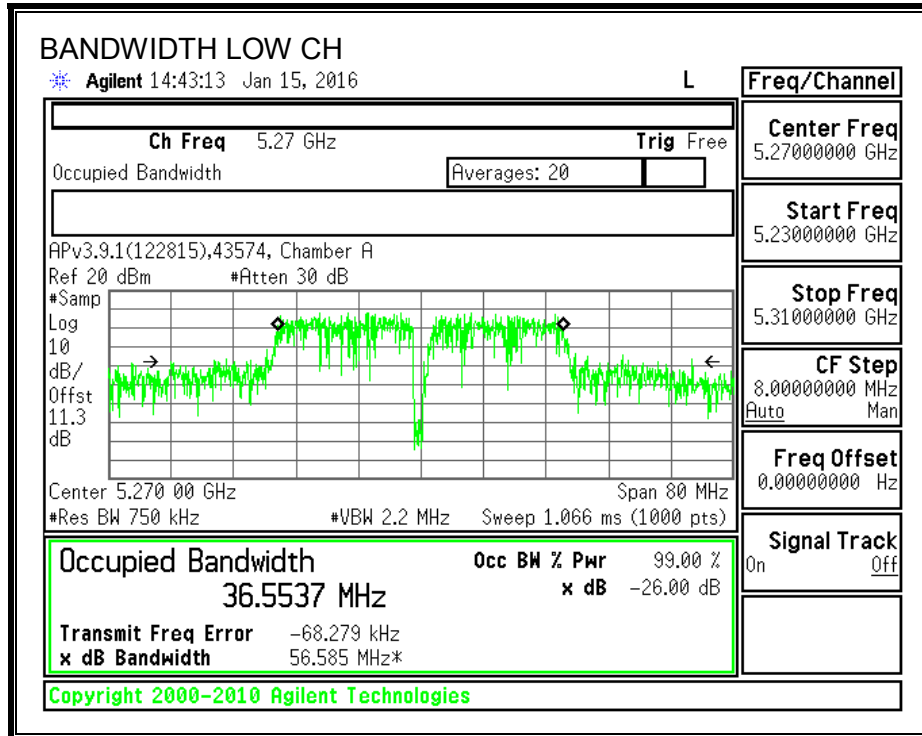 BANDWIDTH LOW CH
Agilent 14:43:13 Jan 15, 2016 L
Freq/Channel
Ch Freq 5.27 GHz Trig Free
Occupied Bandwidth Averages: 20
APv3.9.1(122815),43574, Chamber A
Ref 20 dBm #Atten 30 dB
#Samp
Log
10
dB/
Offst
11.3
dB
Center 5.270 00 GHz Span 80 MHz
#Res BW 750 kHz #VBW 2.2 MHz Sweep 1.066 ms (1000 pts)
Occupied Bandwidth Occ BW % Pwr 99.00 %
36.5537 MHz x dB -26.00 dB
Transmit Freq Error -68.279 kHz
x dB Bandwidth 56.585 MHz*
Copyright 2000-2010 Agilent Technologies
Center Freq
5.27000000 GHz
Start Freq
5.23000000 GHz
Stop Freq
5.31000000 GHz
CF Step
8.00000000 MHz
Auto Man
Freq Offset
0.00000000 Hz
Signal Track
On Off